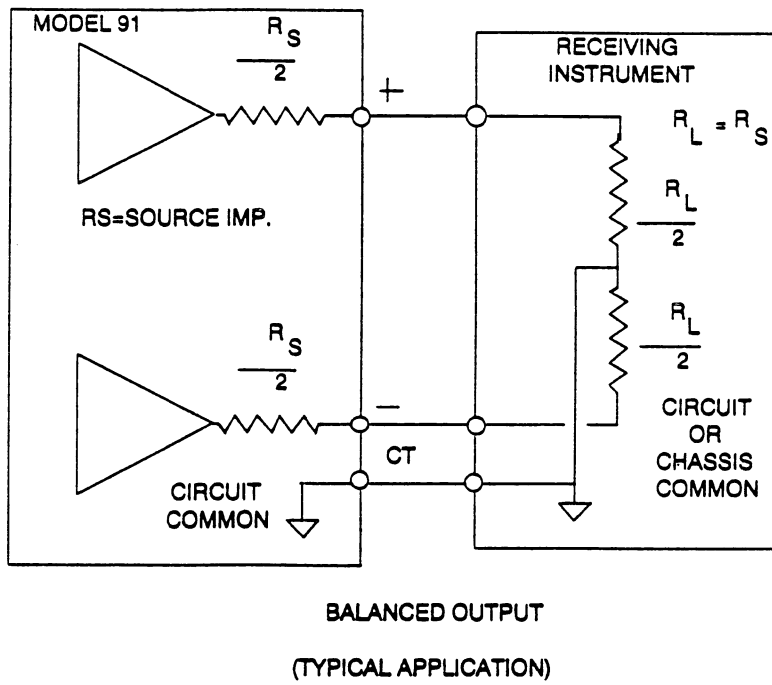 MODEL 91
R
S
2
+
RECEIVING
INSTRUMENT
R
L
= R
S
RS=SOURCE IMP.
R
L
2
R
S
2
R
L
2
−
CT
CIRCUIT
COMMON
CIRCUIT
OR
CHASSIS
COMMON
BALANCED OUTPUT
(TYPICAL APPLICATION)